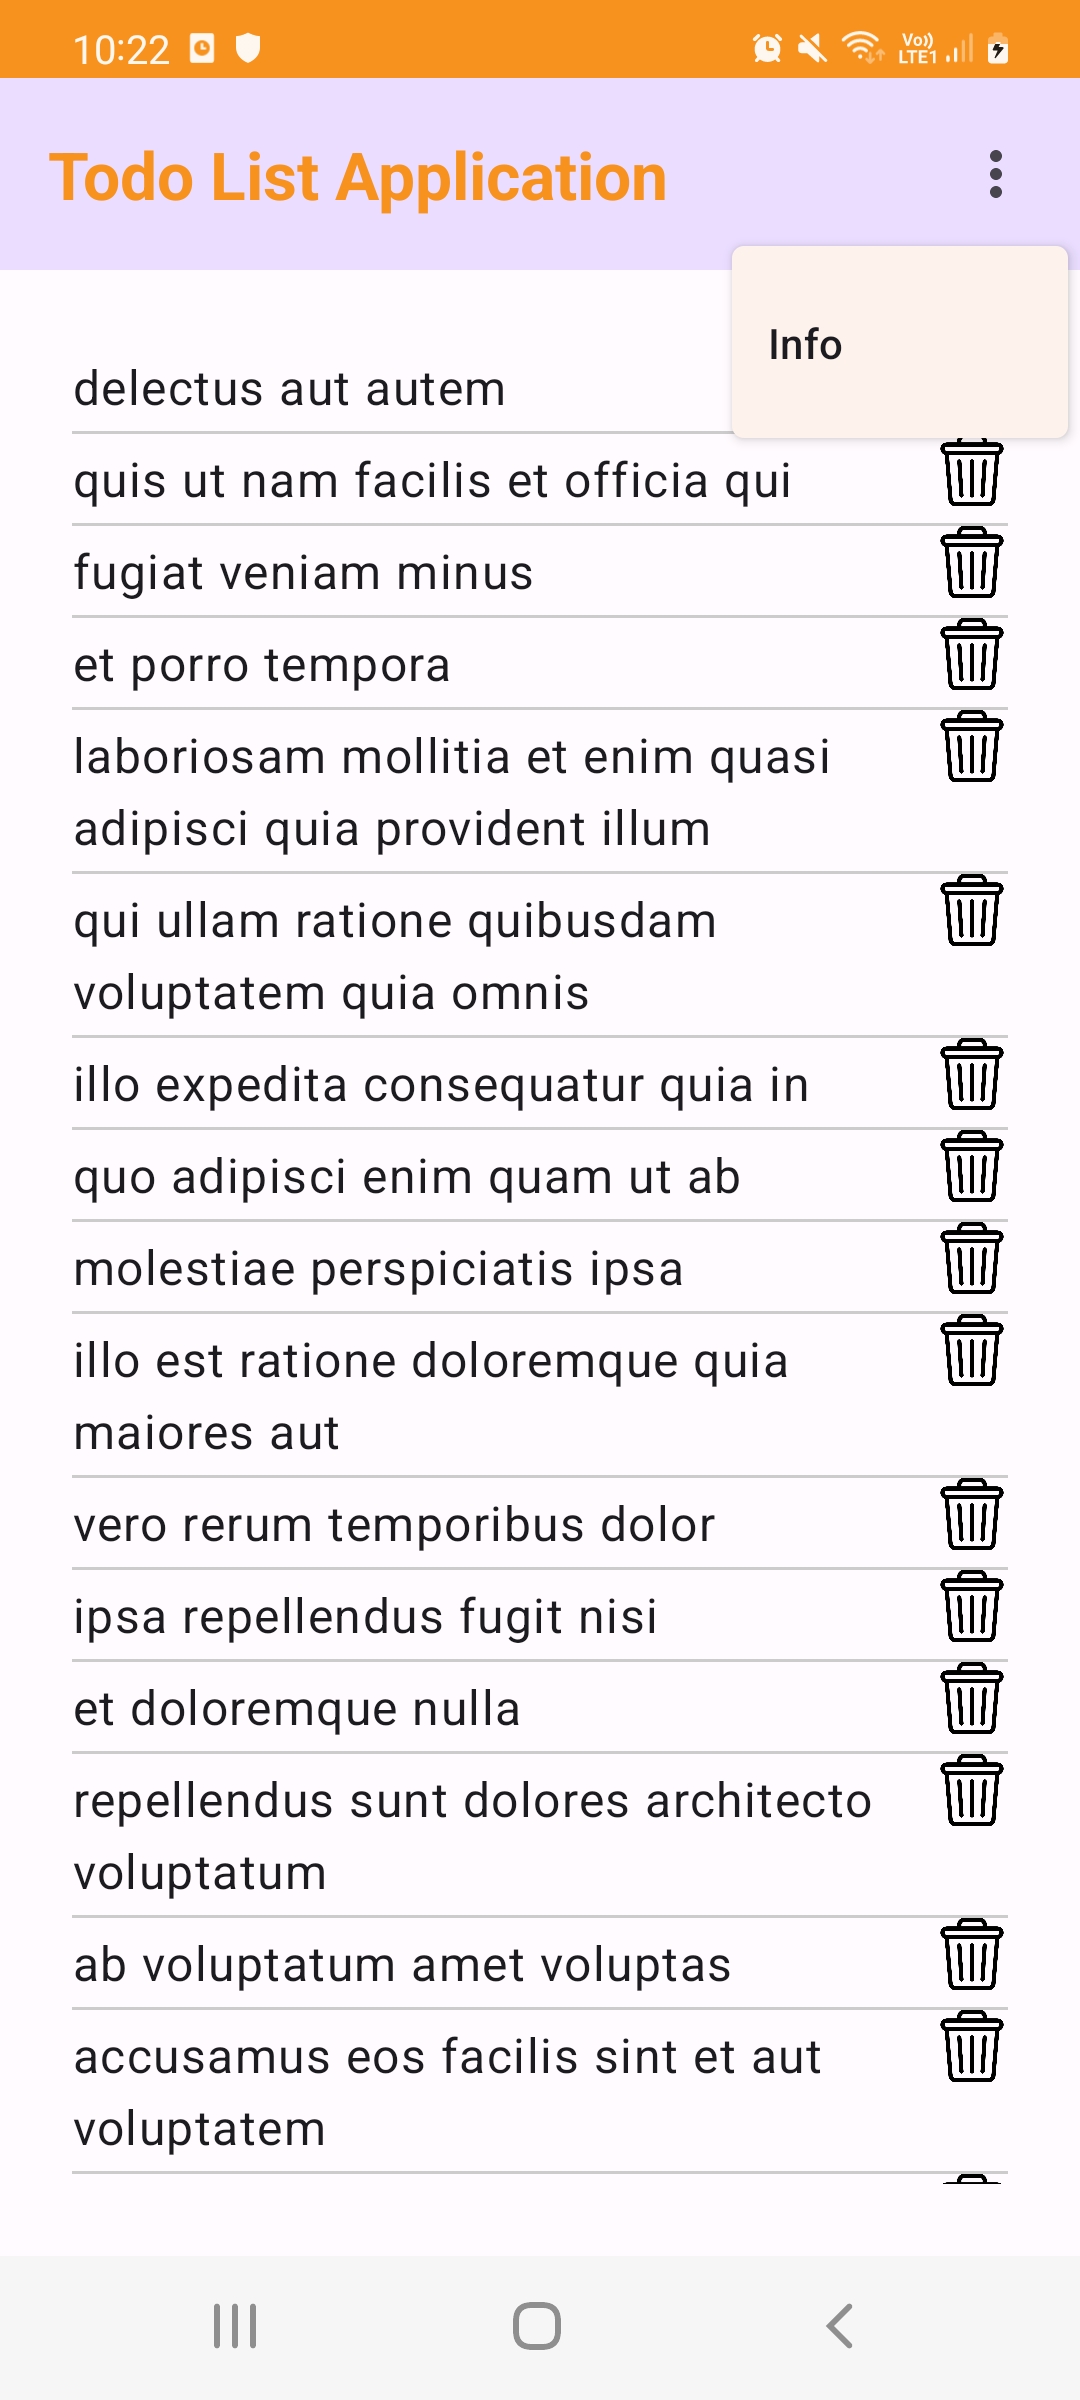 10:22
Vo))
LTE1
Todo List Application
Info
delectus aut autem
quis ut nam facilis et officia qui
fugiat veniam minus
et porro tempora
laboriosam mollitia et enim quasi
adipisci quia provident illum
qui ullam ratione quibusdam
voluptatem quia omnis
illo expedita consequatur quia in
quo adipisci enim quam ut ab
molestiae perspiciatis ipsa
illo est ratione doloremque quia
maiores aut
vero rerum temporibus dolor
ipsa repellendus fugit nisi
et doloremque nulla
repellendus sunt dolores architecto
voluptatum
ab voluptatum amet voluptas
accusamus eos facilis sint et aut
voluptatem